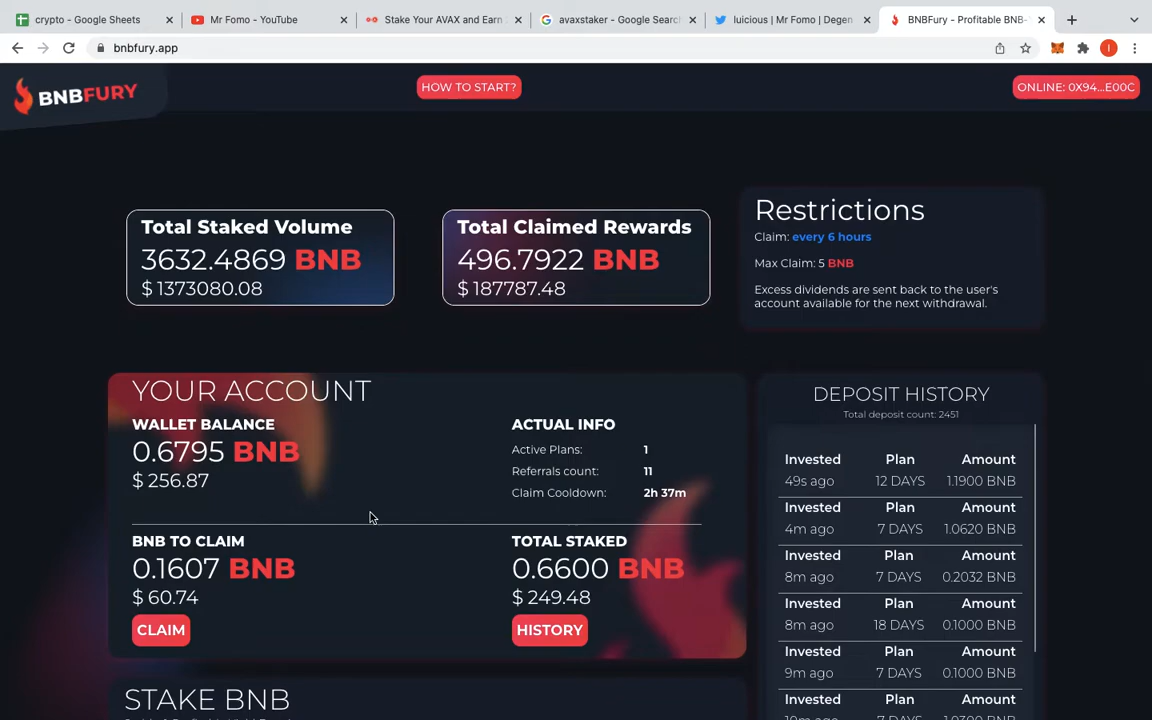 crypto - Google Sheets
Mr Fomo - YouTube
Stake Your AVAX and Earn
avaxstaker - Google Search
luicious | Mr Fomo | Degen
BNBFury - Profitable BNB-
bnbfury.app
I
BNBFURY
HOW TO START?
ONLINE: 0X94...E00C
Total Staked Volume
3632.4869 BNB
$ 1373080.08
Total Claimed Rewards
496.7922 BNB
$ 187787.48
Restrictions
Claim: every 6 hours
Max Claim: 5 BNB
Excess dividends are sent back to the user's
account available for the next withdrawal.
YOUR ACCOUNT
WALLET BALANCE
0.6795 BNB
$ 256.87
ACTUAL INFO
Active Plans: 1
Referrals count: 11
Claim Cooldown: 2h 37m
BNB TO CLAIM
0.1607 BNB
$ 60.74
CLAIM
TOTAL STAKED
0.6600 BNB
$ 249.48
HISTORY
DEPOSIT HISTORY
Total deposit count: 2451
Invested Plan Amount
49s ago 12 DAYS 1.1900 BNB
Invested Plan Amount
4m ago 7 DAYS 1.0620 BNB
Invested Plan Amount
8m ago 7 DAYS 0.2032 BNB
Invested Plan Amount
8m ago 18 DAYS 0.1000 BNB
Invested Plan Amount
9m ago 7 DAYS 0.1000 BNB
Invested Plan Amount
STAKE BNB